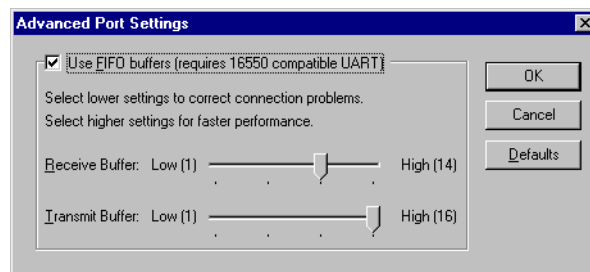 Advanced Port Settings
Use FIFO buffers (requires 16550 compatible UART)
OK
Select lower settings to correct connection problems.
Select higher settings for faster performance.
Cancel
Receive Buffer: Low (1) High (14)
Defaults
Transmit Buffer: Low (1) High (16)